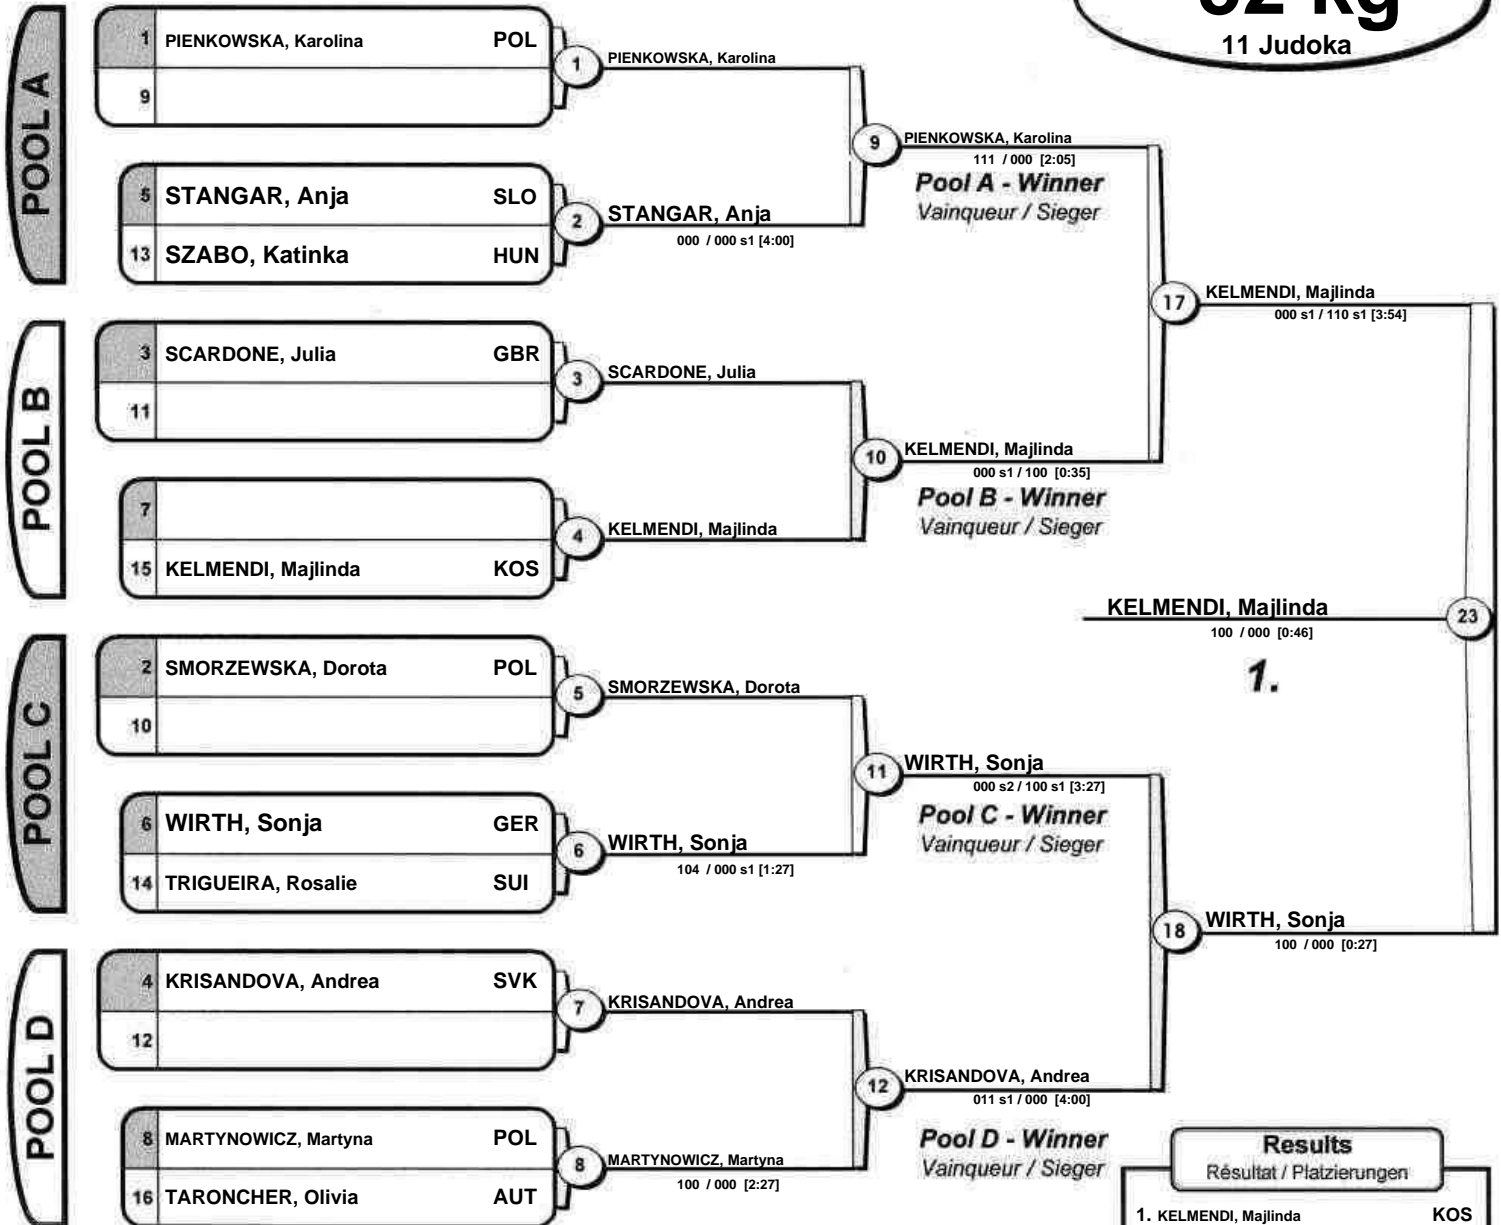 11 Judoka
POOL A
1 PIENKOWSKA, Karolina POL
9
1 PIENKOWSKA, Karolina
5 STANGAR, Anja SLO
13 SZABO, Katinka HUN
2 STANGAR, Anja
000 / 000 s1 [4:00]
9 PIENKOWSKA, Karolina
111 / 000 [2:05]
Pool A - Winner
Vainqueur / Sieger
POOL B
3 SCARDONE, Julia GBR
11
3 SCARDONE, Julia
7
15 KELMENDI, Majlinda KOS
4 KELMENDI, Majlinda
10 KELMENDI, Majlinda
000 s1 / 100 [0:35]
Pool B - Winner
Vainqueur / Sieger
17 KELMENDI, Majlinda
000 s1 / 110 s1 [3:54]
KELMENDI, Majlinda 23
100 / 000 [0:46]
1.
POOL C
2 SMORZEWSKA, Dorota POL
10
5 SMORZEWSKA, Dorota
6 WIRTH, Sonja GER
14 TRIGUEIRA, Rosalie SUI
6 WIRTH, Sonja
104 / 000 s1 [1:27]
11 WIRTH, Sonja
000 s2 / 100 s1 [3:27]
Pool C - Winner
Vainqueur / Sieger
18 WIRTH, Sonja
100 / 000 [0:27]
POOL D
4 KRISANDOVA, Andrea SVK
12
7 KRISANDOVA, Andrea
8 MARTYNOWICZ, Martyna POL
16 TARONCHER, Olivia AUT
8 MARTYNOWICZ, Martyna
100 / 000 [2:27]
12 KRISANDOVA, Andrea
011 s1 / 000 [4:00]
Pool D - Winner
Vainqueur / Sieger
Results
Résultat / Platzierungen
1. KELMENDI, Majlinda KOS